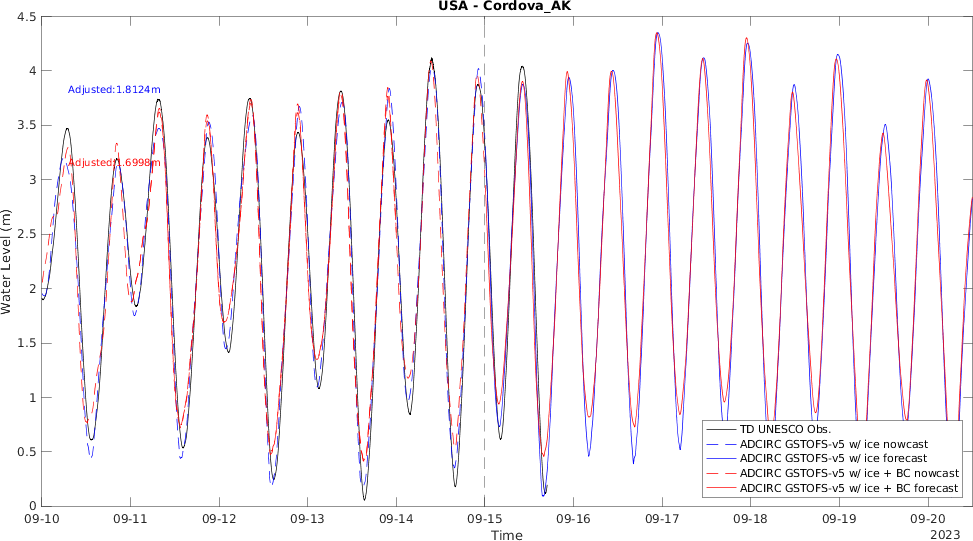 USA - Cordova_AK
4.5
4
3.5
3
2.5
2
1.5
1
0.5
0
Water Level (m)
Adjusted:1.8124m
Adjusted:1.6998m
TD UNESCO Obs.
ADCIRC GSTOFS-v5 w/ ice nowcast
ADCIRC GSTOFS-v5 w/ ice forecast
ADCIRC GSTOFS-v5 w/ ice + BC nowcast
ADCIRC GSTOFS-v5 w/ ice + BC forecast
09-10 09-11 09-12 09-13 09-14 09-15 09-16 09-17 09-18 09-19 09-20
Time
2023